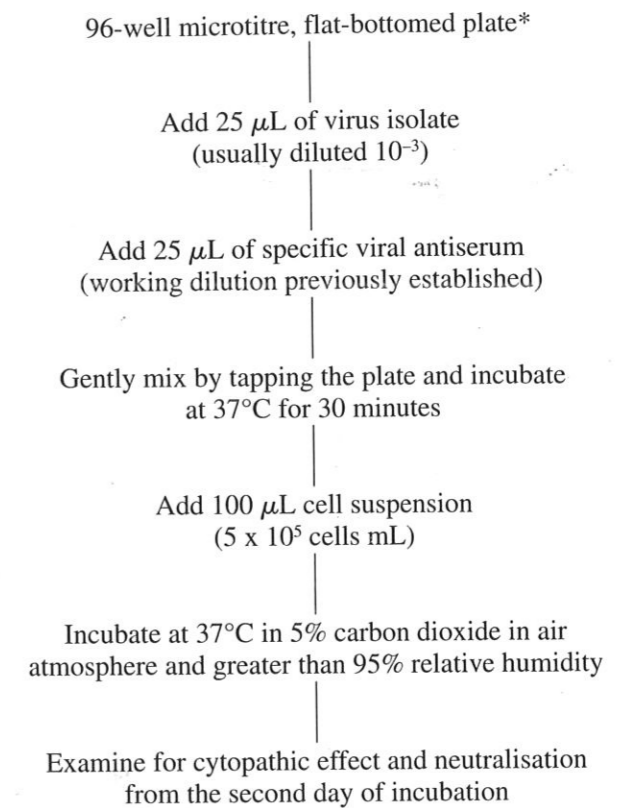 96-well microtitre, flat-bottomed plate*
Add 25 μL of virus isolate
(usually diluted 10⁻³)
Add 25 μL of specific viral antiserum
(working dilution previously established)
Gently mix by tapping the plate and incubate
at 37°C for 30 minutes
Add 100 μL cell suspension
(5 x 10⁵ cells mL)
Incubate at 37°C in 5% carbon dioxide in air
atmosphere and greater than 95% relative humidity
Examine for cytopathic effect and neutralisation
from the second day of incubation